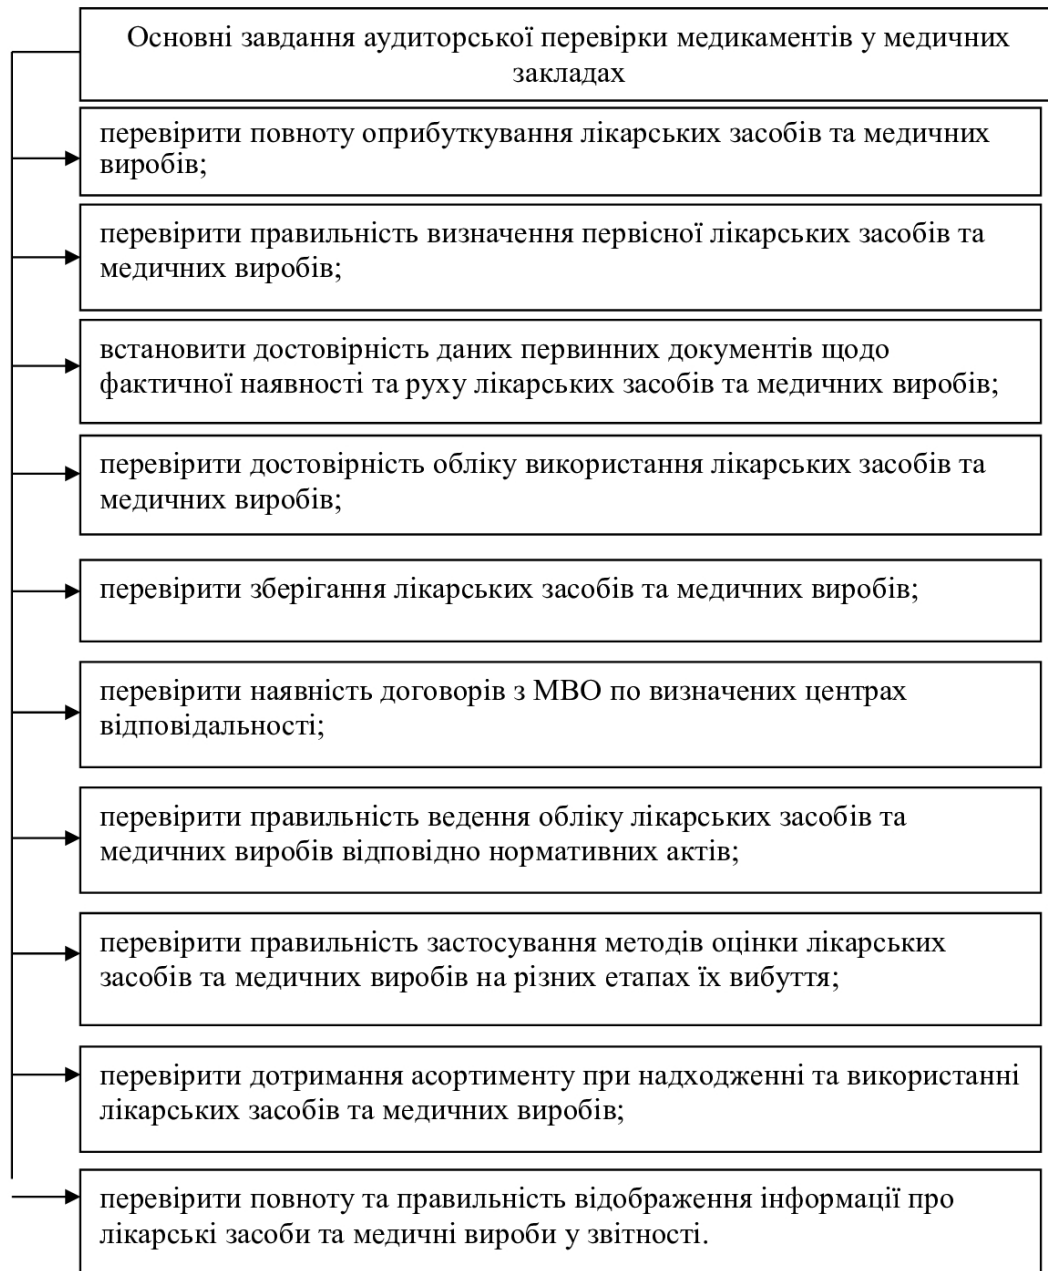 Основні завдання аудиторської перевірки медикаментів у медичних
закладах
перевірити повноту оприбуткування лікарських засобів та медичних
виробів;
перевірити правильність визначення первісної лікарських засобів та
медичних виробів;
встановити достовірність даних первинних документів щодо
фактичної наявності та руху лікарських засобів та медичних виробів;
перевірити достовірність обліку використання лікарських засобів та
медичних виробів;
перевірити зберігання лікарських засобів та медичних виробів;
перевірити наявність договорів з МВО по визначених центрах
відповідальності;
перевірити правильність ведення обліку лікарських засобів та
медичних виробів відповідно нормативних актів;
перевірити правильність застосування методів оцінки лікарських
засобів та медичних виробів на різних етапах їх вибуття;
перевірити дотримання асортименту при надходженні та використанні
лікарських засобів та медичних виробів;
перевірити повноту та правильність відображення інформації про
лікарські засоби та медичні вироби у звітності.